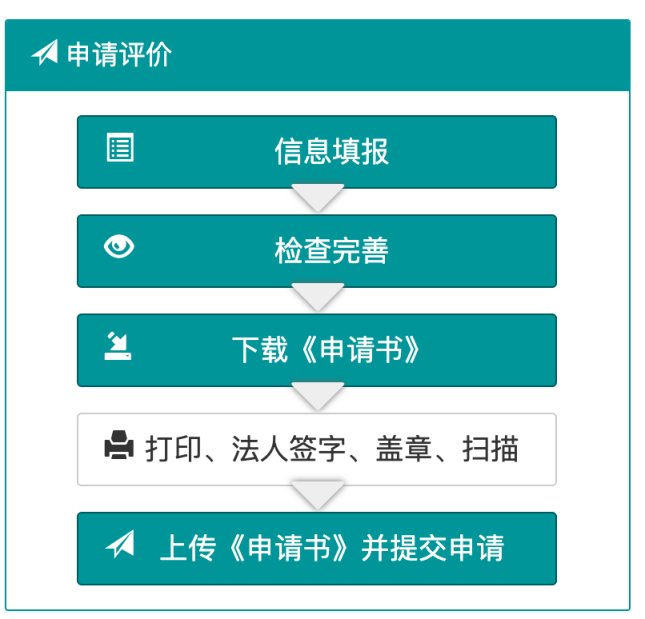 申请评价
信息填报
检查完善
下载《申请书》
打印、法人签字、盖章、扫描
上传《申请书》并提交申请